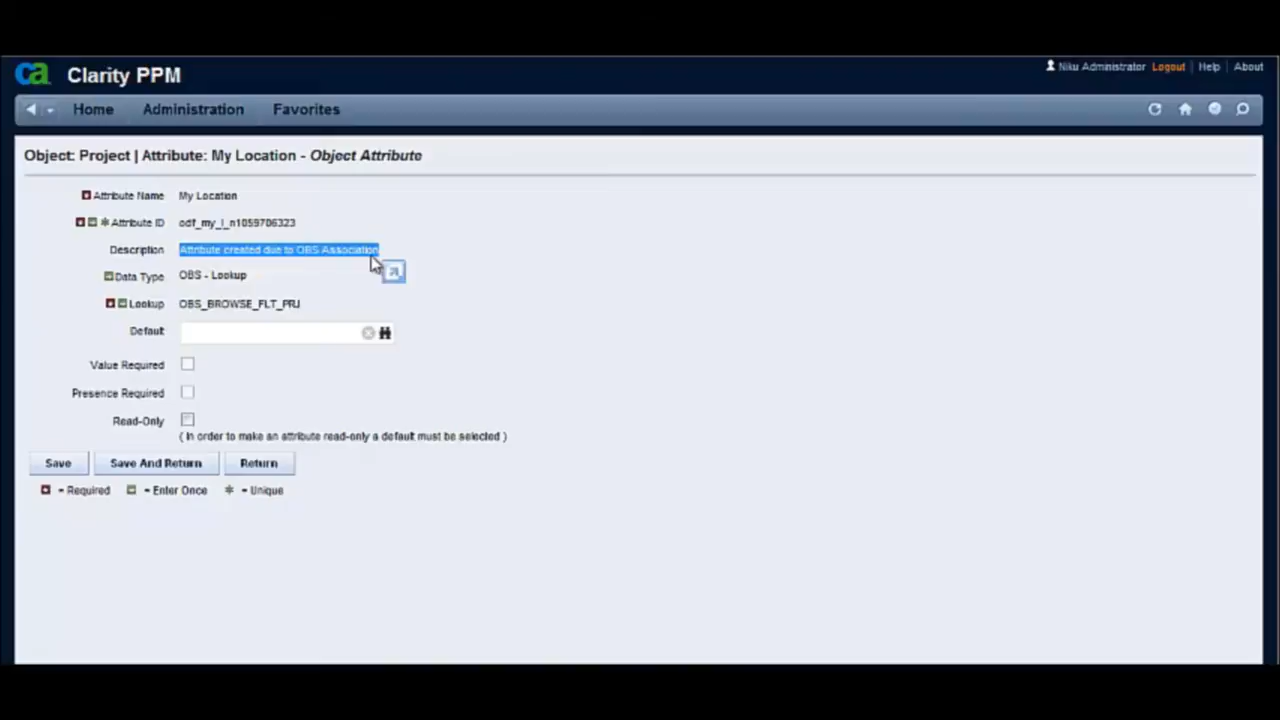 ca Clarity PPM
Niku Administrator Logout | Help | About
Home Administration Favorites
Object: Project | Attribute: My Location - Object Attribute
Attribute Name My Location
* Attribute ID odf_my_l_n1059706323
Description Attribute created due to OBS Association
Data Type OBS - Lookup
Lookup OBS_BROWSE_FLT_PRJ
Default
Value Required
Presence Required
Read-Only
( In order to make an attribute read-only a default must be selected )
Save Save And Return Return
= Required = Enter Once * = Unique